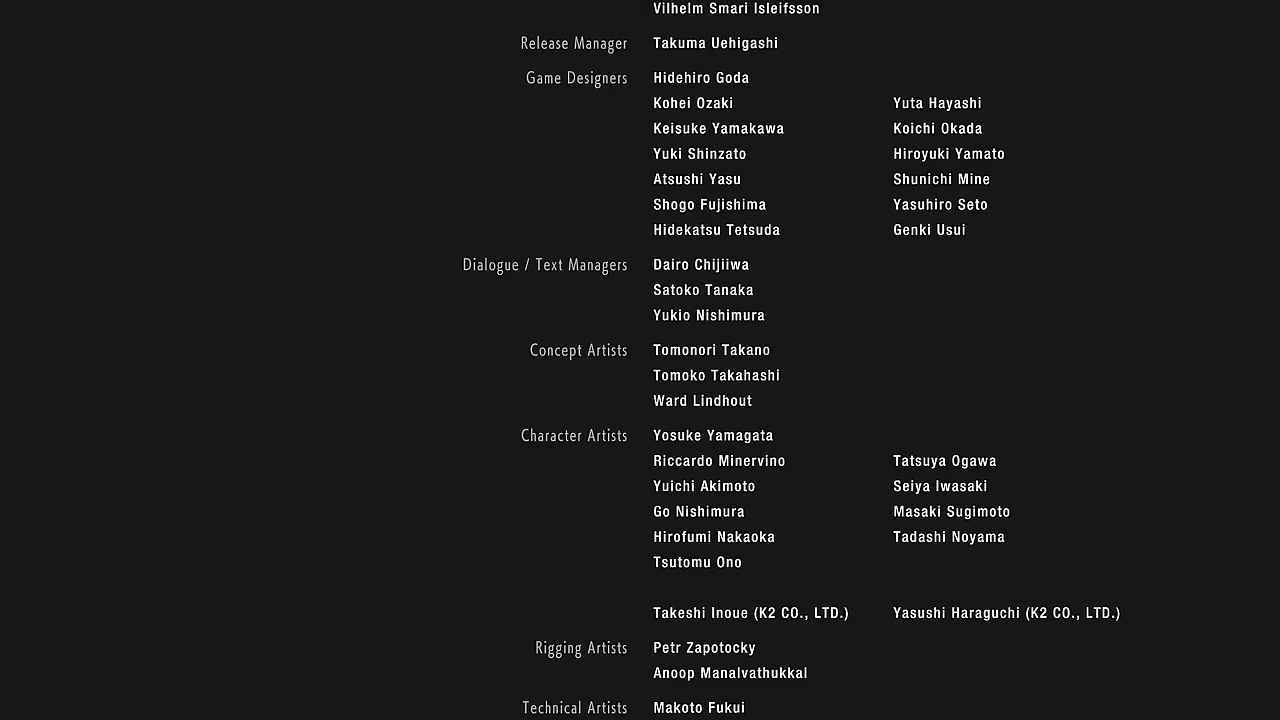 Vilhelm Smari Isleifsson
Release Manager Takuma Uehigashi
Game Designers Hidehiro Goda
Kohei Ozaki Yuta Hayashi
Keisuke Yamakawa Koichi Okada
Yuki Shinzato Hiroyuki Yamato
Atsushi Yasu Shunichi Mine
Shogo Fujishima Yasuhiro Seto
Hidekatsu Tetsuda Genki Usui
Dialogue / Text Managers Dairo Chijiiwa
Satoko Tanaka
Yukio Nishimura
Concept Artists Tomonori Takano
Tomoko Takahashi
Ward Lindhout
Character Artists Yosuke Yamagata
Riccardo Minervino Tatsuya Ogawa
Yuichi Akimoto Seiya Iwasaki
Go Nishimura Masaki Sugimoto
Hirofumi Nakaoka Tadashi Noyama
Tsutomu Ono
Takeshi Inoue (K2 CO., LTD.) Yasushi Haraguchi (K2 CO., LTD.)
Rigging Artists Petr Zapotocky
Anoop Manalvathukkal
Technical Artists Makoto Fukui